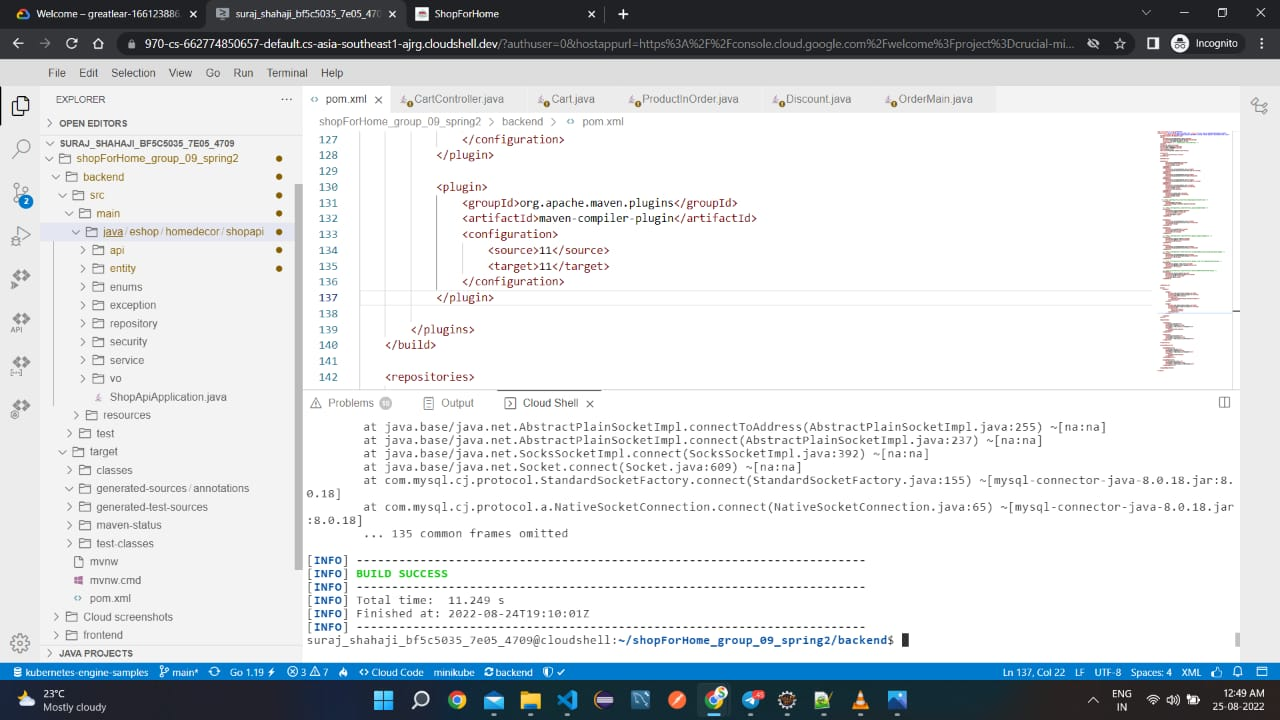 Welcome – greatlear-166123886.
suraj_shahaji_bf5c5035_7e05_470
ShopForHome
970-cs-662774850657-default.cs-asia-southeast1-ajrg.cloudshell.dev/?authuser=0&hostappurl=https%3A%2F%2Fconsole.cloud.google.com%2Fwelcome%3Fproject%3Dcrucial-mi...
Incognito
File Edit Selection View Go Run Terminal Help
EXPLORER
OPEN EDITORS
SURAJ_SHAHAJI_BF5C5035_7E05_4709
shopForHome_group_09_spring2
backend
src
main
java / eshop / homedecor / shopapi
api
entity
enums
exception
repository
security
service
vo
ShopApiApplication.java
resources
test
target
classes
generated-sources / annotations
generated-test-sources
maven-status
test-classes
mvnw
mvnw.cmd
pom.xml
Cloud screenshots
frontend
JAVA PROJECTS
2
API
pom.xml CartController.java Cart.java ProductInOrder.java Discount.java OrderMain.java
shopForHome_group_09_spring2 > backend > pom.xml
127 </configuration>
128 </plugin>
129
130 <plugin>
131 <groupId>org.apache.maven.plugins</groupId>
132 <artifactId>maven-compiler-plugin</artifactId>
133 <configuration>
134 <source>11</source>
135 <target>11</target>
136 </configuration>
137 </plugin>
138
139 </plugins>
140 </build>
141
142 <repositories>
Problems 10 Output Cloud Shell
at java.base/java.net.AbstractPlainSocketImpl.connectToAddress(AbstractPlainSocketImpl.java:255) ~[na:na]
at java.base/java.net.AbstractPlainSocketImpl.connect(AbstractPlainSocketImpl.java:237) ~[na:na]
at java.base/java.net.SocksSocketImpl.connect(SocksSocketImpl.java:392) ~[na:na]
at java.base/java.net.Socket.connect(Socket.java:609) ~[na:na]
at com.mysql.cj.protocol.StandardSocketFactory.connect(StandardSocketFactory.java:155) ~[mysql-connector-java-8.0.18.jar:8.
0.18]
at com.mysql.cj.protocol.a.NativeSocketConnection.connect(NativeSocketConnection.java:65) ~[mysql-connector-java-8.0.18.jar
:8.0.18]
... 135 common frames omitted
[INFO] ------------------------------------------------------------------------
[INFO] BUILD SUCCESS
[INFO] ------------------------------------------------------------------------
[INFO] Total time:  11.249 s
[INFO] Finished at: 2022-08-24T19:10:01Z
[INFO] ------------------------------------------------------------------------
suraj_shahaji_bf5c5035_7e05_4709@cloudshell:~/shopForHome_group_09_spring2/backend$
kubernetes-engine-samples main* Go 1.19 3 7 Cloud Code minikube backend Ln 137, Col 22 LF UTF-8 Spaces: 4 XML
23°C
Mostly cloudy
49
ENG
IN
12:49 AM
25-08-2022